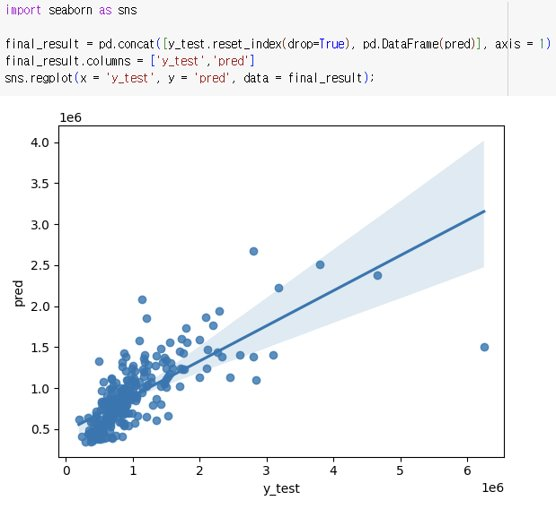 import seaborn as sns
final_result = pd.concat([y_test.reset_index(drop=True), pd.DataFrame(pred)], axis = 1)
final_result.columns = ['y_test','pred']
sns.regplot(x = 'y_test', y = 'pred', data = final_result);
1e6
4.0
3.5
3.0
2.5
2.0
1.5
1.0
0.5
pred
0 1 2 3 4 5 6
y_test
1e6